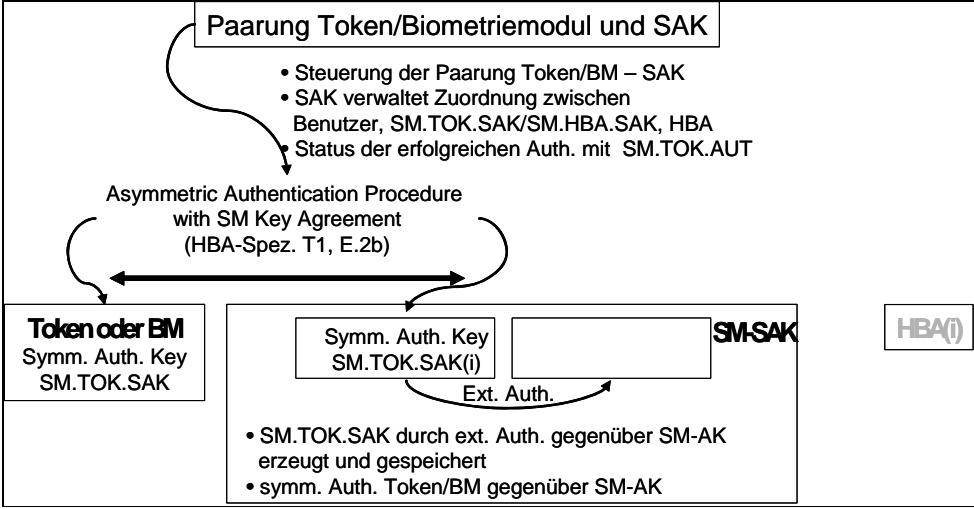 Paarung Token/Biometriemodul und SAK
• Steuerung der Paarung Token/BM – SAK
• SAK verwaltet Zuordnung zwischen
Benutzer, SM.TOK.SAK/SM.HBA.SAK, HBA
• Status der erfolgreichen Auth. mit SM.TOK.AUT
Asymmetric Authentication Procedure
with SM Key Agreement
(HBA-Spez. T1, E.2b)
Token oder BM
Symm. Auth. Key
SM.TOK.SAK
Symm. Auth. Key
SM.TOK.SAK(i)
SM-SAK
HBA(i)
Ext. Auth.
• SM.TOK.SAK durch ext. Auth. gegenüber SM-AK
erzeugt und gespeichert
• symm. Auth. Token/BM gegenüber SM-AK